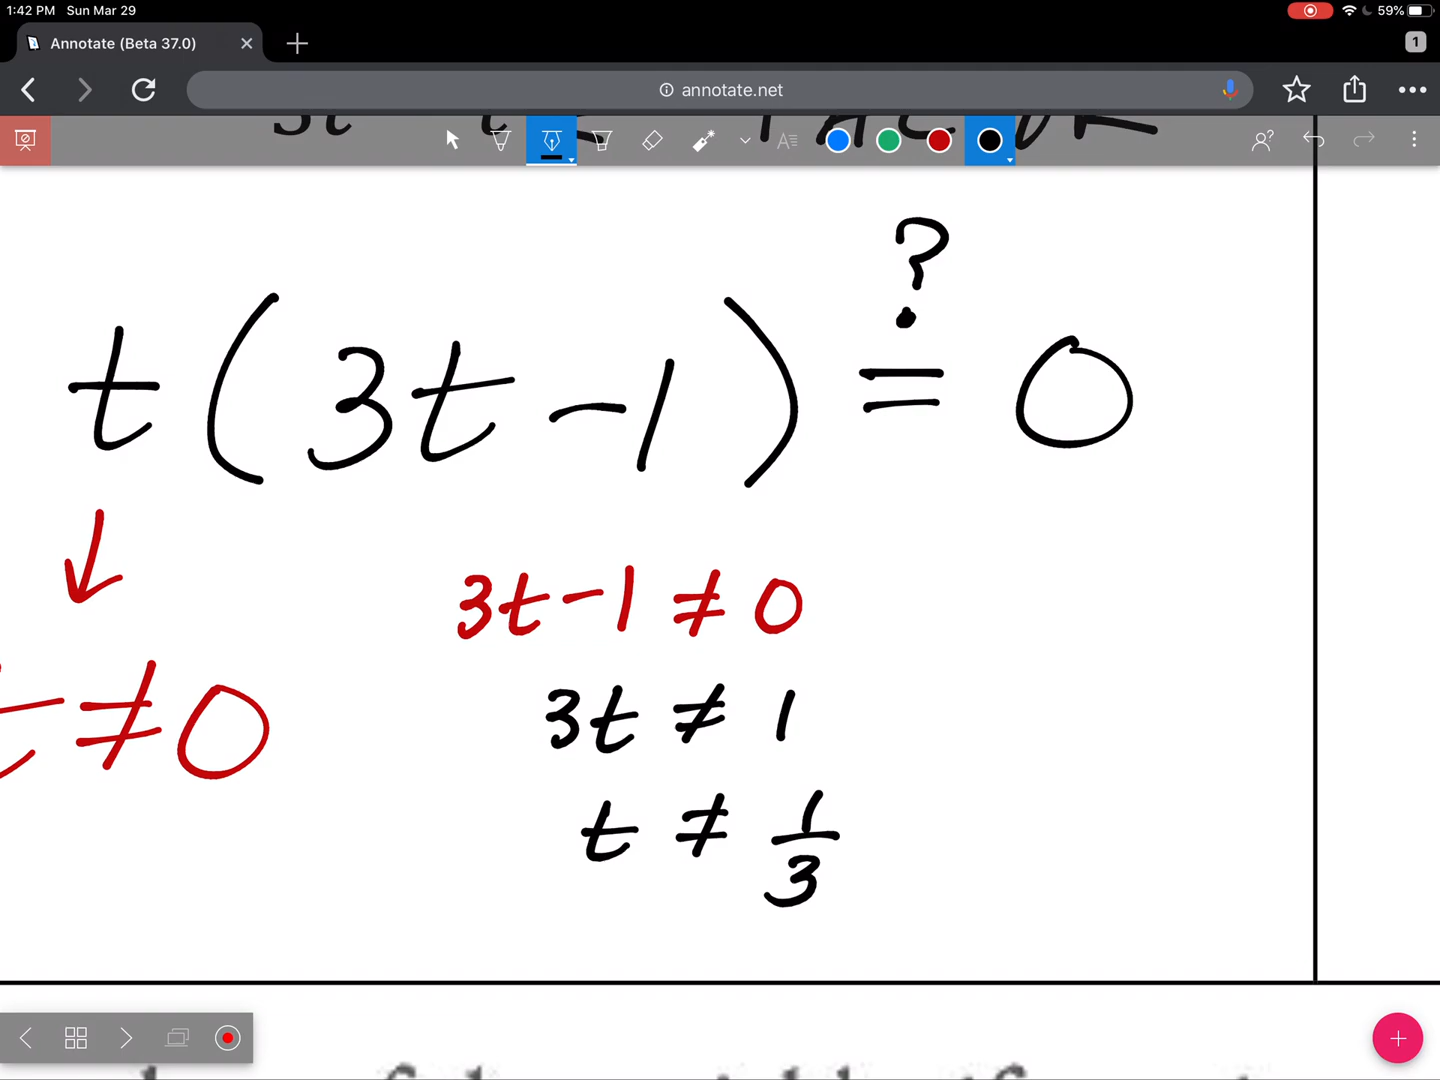 1:42 PM Sun Mar 29 59%
Annotate (Beta 37.0)
1
annotate.net
?
t(3t-1) = 0
3t-1 ≠ 0
t ≠ 0
3t ≠ 1
t ≠ 1/3